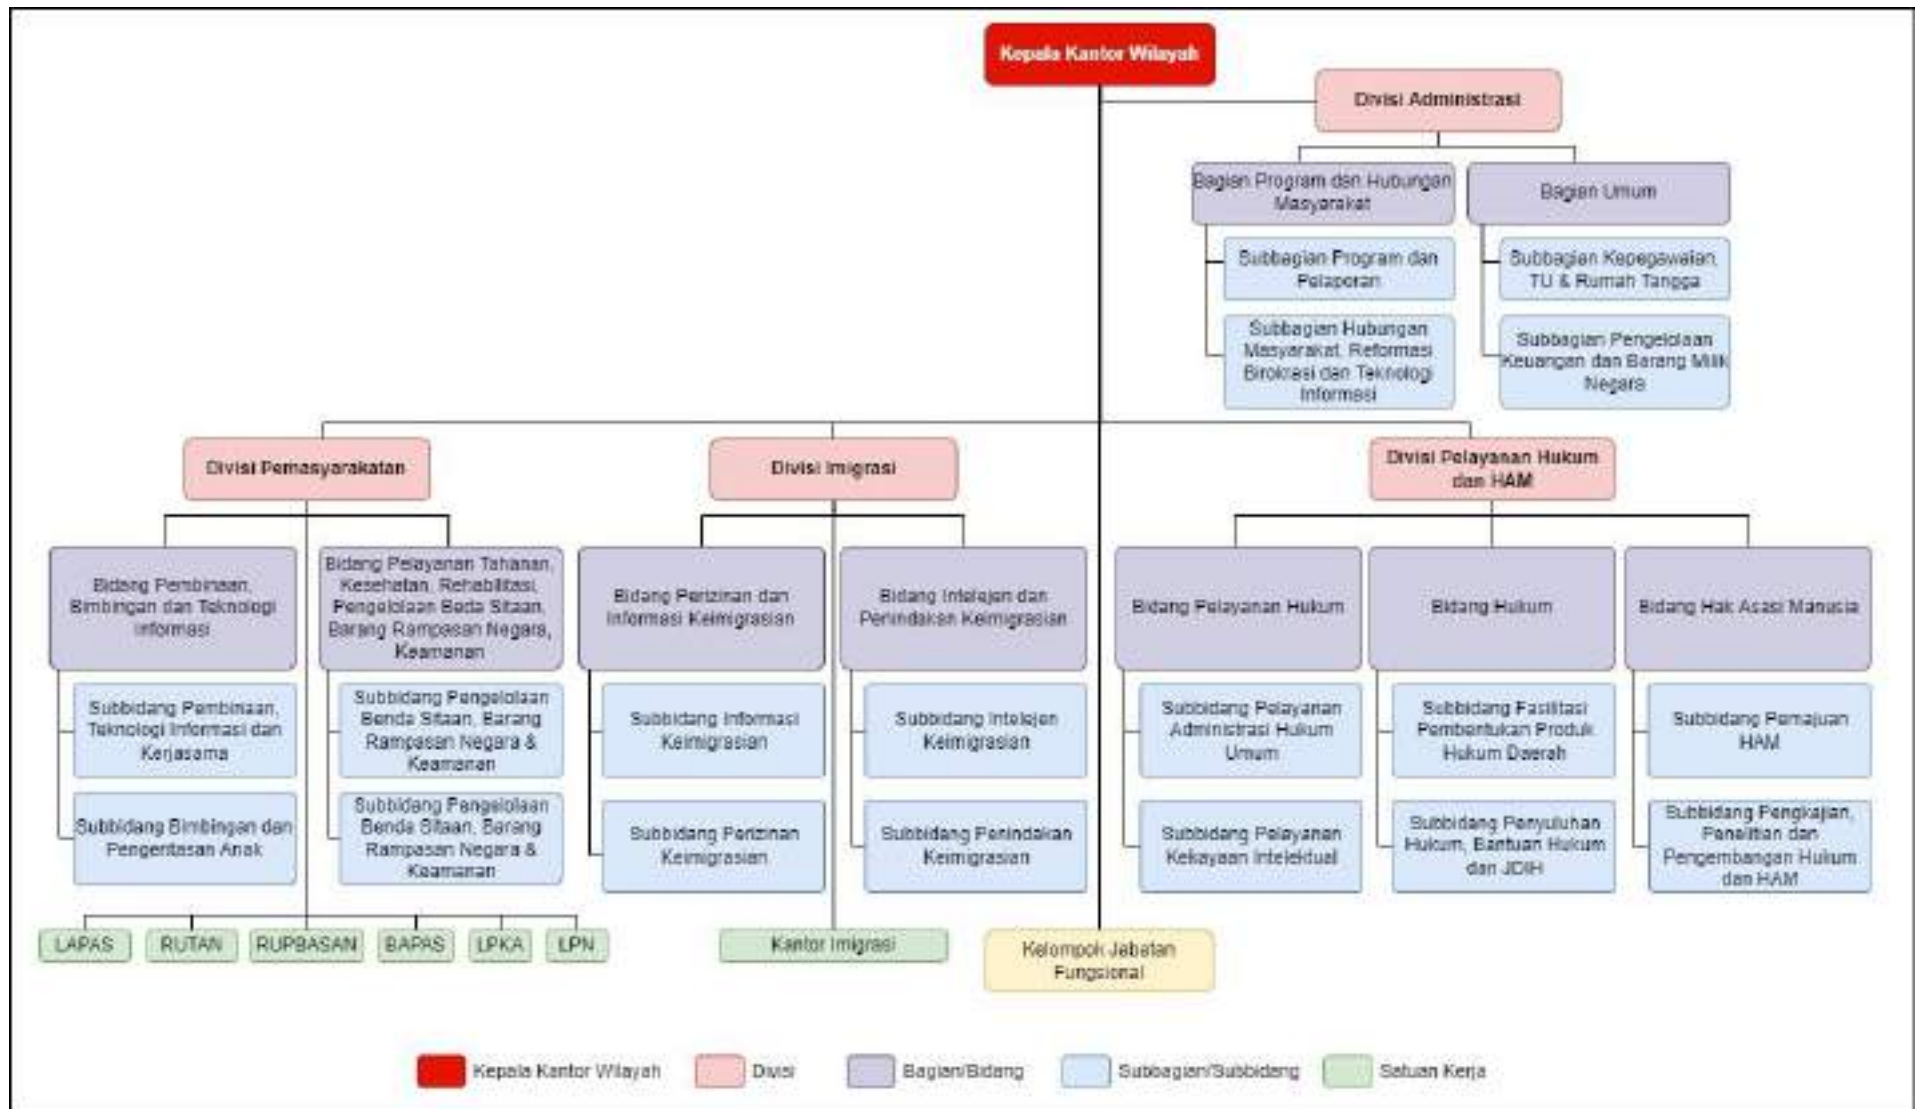 Kepala Kantor Wilayah
Divisi Administrasi
Bagian Program dan Hubungan
Masyarakat
Bagian Umum
Subbagian Program dan
Pelaporan
Subbagian Kepegawaian,
TU & Rumah Tangga
Subbagian Hubungan
Masyarakat, Reformasi
Birokrasi dan Teknologi
Informasi
Subbagian Pengelolaan
Keuangan dan Barang Milik
Negara
Divisi Pemasyarakatan
Divisi Imigrasi
Divisi Pelayanan Hukum
dan HAM
Bidang Pembinaan,
Bimbingan dan Teknologi
Informasi
Bidang Pelayanan Tahanan,
Kesehatan, Rehabilitasi,
Pengelolaan Beda Sitaan,
Barang Rampasan Negara,
Keamanan
Bidang Perizinan dan
Informasi Keimigrasian
Bidang Intelejen dan
Penindakan Keimigrasian
Bidang Pelayanan Hukum
Bidang Hukum
Bidang Hak Asasi Manusia
Subbidang Pembinaan,
Teknologi Informasi dan
Kerjasama
Subbidang Pengelolaan
Benda Sitaan, Barang
Rampasan Negara &
Keamanan
Subbidang Informasi
Keimigrasian
Subbidang Intelejen
Keimigrasian
Subbidang Pelayanan
Administrasi Hukum
Umum
Subbidang Fasilitasi
Pembentukan Produk
Hukum Daerah
Subbidang Pemajuan
HAM
Subbidang Bimbingan dan
Pengentasan Anak
Subbidang Pengelolaan
Benda Sitaan, Barang
Rampasan Negara &
Keamanan
Subbidang Perizinan
Keimigrasian
Subbidang Penindakan
Keimigrasian
Subbidang Pelayanan
Kekayaan Intelektual
Subbidang Penyuluhan
Hukum, Bantuan Hukum
dan JDIH
Subbidang Pengkajian,
Penelitian dan
Pengembangan Hukum
dan HAM
LAPAS
RUTAN
RUPBASAN
BAPAS
LPKA
LPN
Kantor Imigrasi
Kelompok Jabatan
Fungsional
Kepala Kantor Wilayah
Divisi
Bagian/Bidang
Subbagian/Subbidang
Satuan Kerja